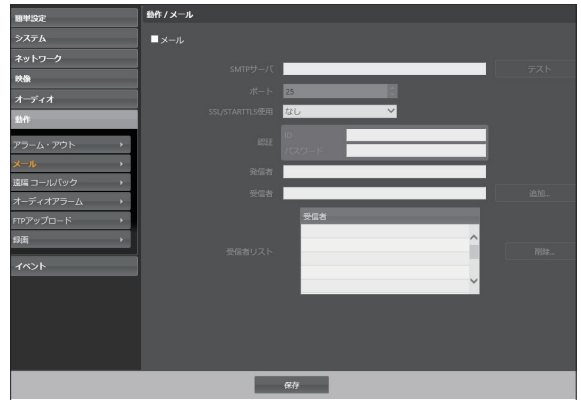 簡単設定
システム
ネットワーク
映像
オーディオ
動作
アラーム・アウト
メール
遠隔 コールバック
オーディオアラーム
FTPアップロード
録画
イベント
動作 / メール
メール
SMTPサーバ
テスト
ポート
25
SSL/STARTTLS使用
なし
認証
ID
パスワード
発信者
受信者
追加...
受信者リスト
受信者
削除...
保存